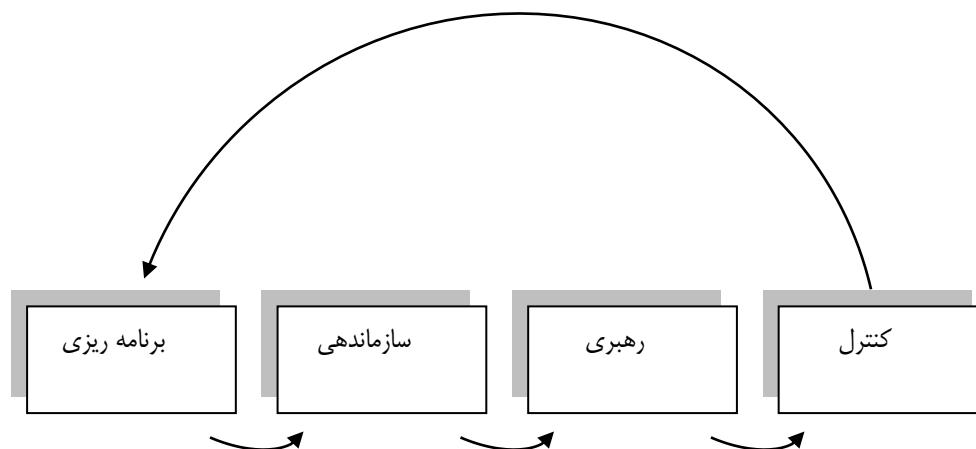 برنامه ریزی
سازماندهی
رهبری
کنترل